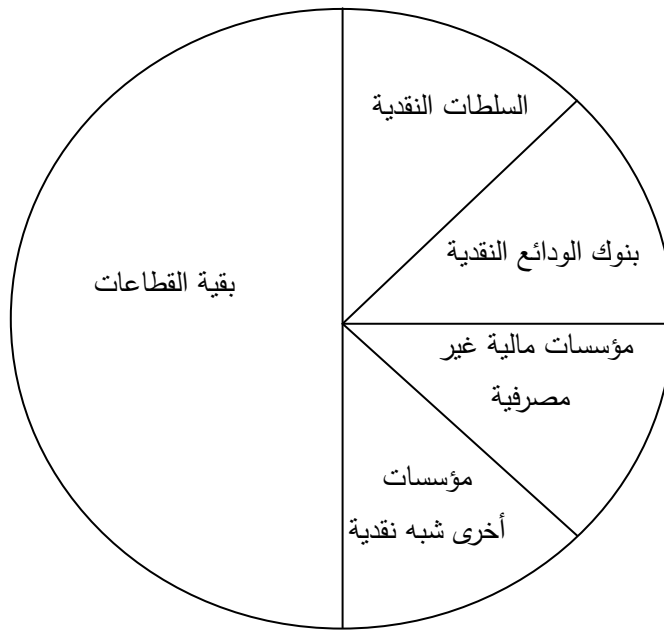 السلطات النقدية
بنوك الودائع النقدية
بقية القطاعات
مؤسسات مالية غير
مصرفية
مؤسسات
أخرى شبه نقدية